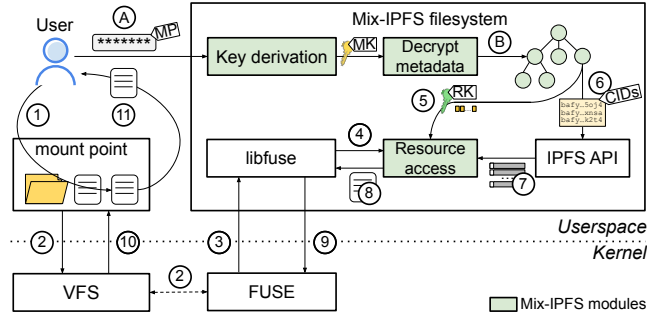 User
A
*******
MP
Mix-IPFS filesystem
Key derivation
MK
Decrypt
metadata
B
6
CIDs
bafy…5oj4
bafy…xnsa
bafy…k2t4
5
RK
1
11
mount point
libfuse
4
Resource
access
IPFS API
8
7
...
Userspace
Kernel
2
10
3
9
VFS
2
FUSE
Mix-IPFS modules